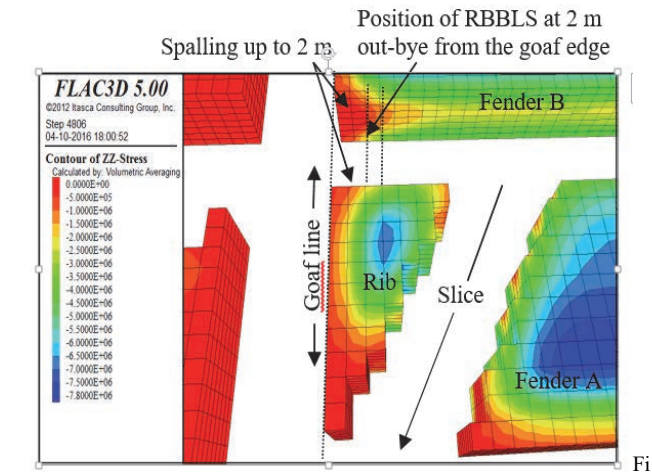 Position of RBBLS at 2 m
Spalling up to 2 m out-bye from the goaf edge
FLAC3D 5.00
©2012 Itasca Consulting Group, Inc.
Step 4806
04-10-2016 18:00:52
Contour of ZZ-Stress
Calculated by: Volumetric Averaging
0.0000E+00
-5.0000E+05
-1.0000E+06
-1.5000E+06
-2.0000E+06
-2.5000E+06
-3.0000E+06
-3.5000E+06
-4.0000E+06
-4.5000E+06
-5.0000E+06
-5.5000E+06
-6.0000E+06
-6.5000E+06
-7.0000E+06
-7.5000E+06
-7.8000E+06
Fender B
Goaf line
Rib
Slice
Fender A
Fi